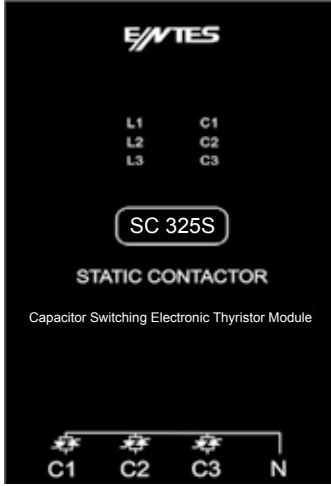 ENTES
L1 C1
L2 C2
L3 C3
SC 325S
STATIC CONTACTOR
Capacitor Switching Electronic Thyristor Module
C1 C2 C3 N